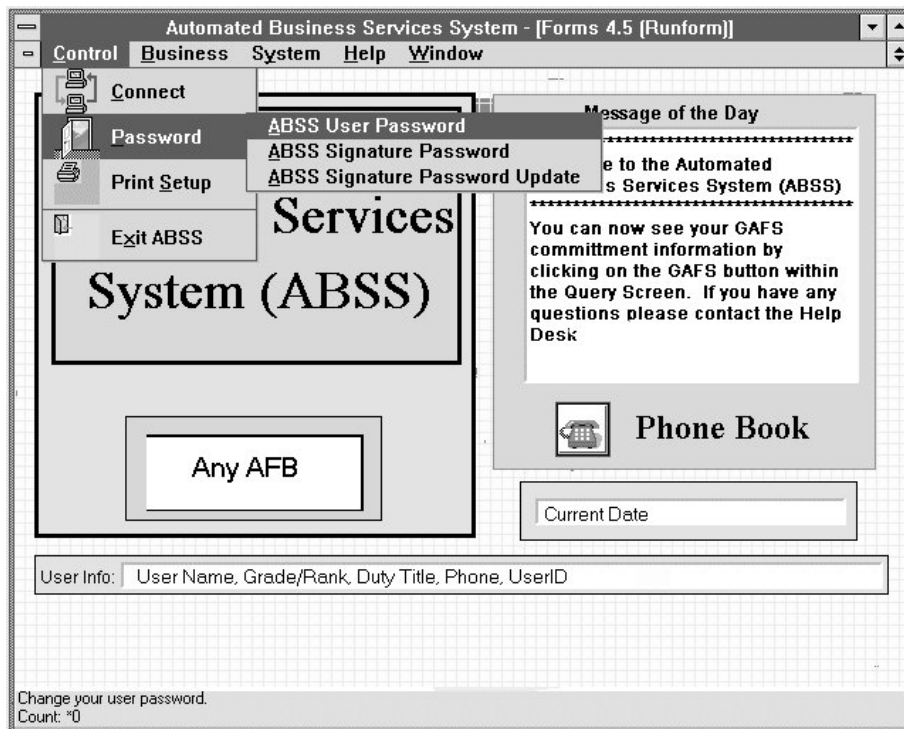 Automated Business Services System - [Forms 4.5 (Runform)]
Control Business System Help Window
Connect
Password
Print Setup
Exit ABSS
ABSS User Password
ABSS Signature Password
ABSS Signature Password Update
Services
System (ABSS)
Any AFB
Message of the Day
*****************************
to the Automated
s Services System (ABSS)
*********************************
You can now see your GAFS
committment information by
clicking on the GAFS button within
the Query Screen. If you have any
questions please contact the Help
Desk
Phone Book
Current Date
User Info: User Name, Grade/Rank, Duty Title, Phone, UserID
Change your user password.
Count: *0